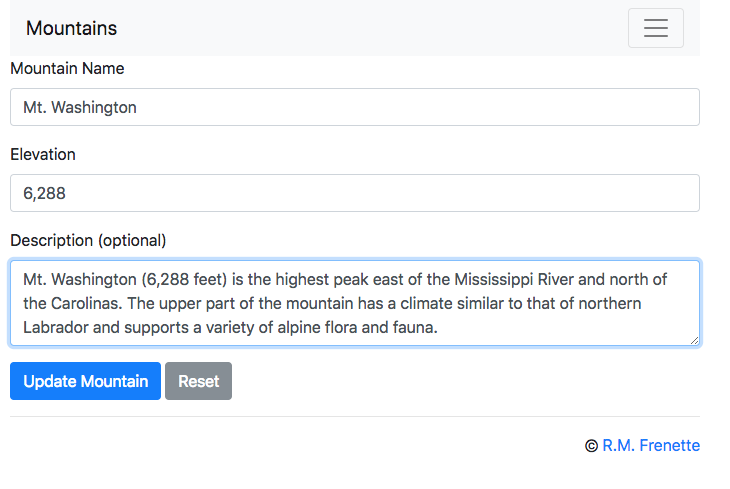 Mountains
Mountain Name
Mt. Washington
Elevation
6,288
Description (optional)
Mt. Washington (6,288 feet) is the highest peak east of the Mississippi River and north of
the Carolinas. The upper part of the mountain has a climate similar to that of northern
Labrador and supports a variety of alpine flora and fauna.
Update Mountain Reset
© R.M. Frenette